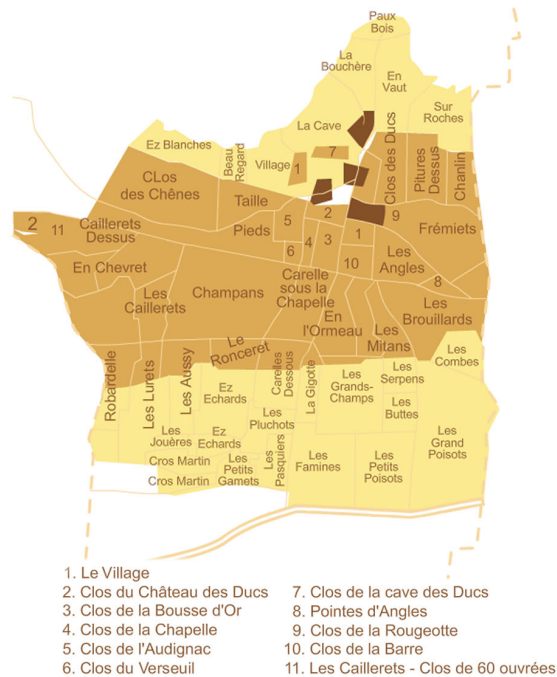 Paux
Bois
La
Bouchère
En
Vaut
Sur
Roches
La Cave
Ez Blanches
Beau
Regard
Village
1
7
Clos des Ducs
Pitures
Dessus
Chanlin
CLos
des Chênes
Taille
Pieds
5
2
9
Frémiets
2
11
Caillerets
Dessus
6
4
3
1
10
Les
Angles
8
En Chevret
Les
Caillerets
Champans
Carelle
sous la
Chapelle
En
l'Ormeau
Les
Mitans
Les
Brouillards
Robardelle
Les Lurets
Les Aussy
Le
Ronceret
Carelles
Dessous
La Gigotte
Les
Grands-
Champs
Les
Serpens
Les
Combes
Ez
Echards
Les
Buttes
Les
Pluchots
Les
Jouères
Ez
Echards
Les
Grand
Poisots
Cros Martin
Cros Martin
Les
Petits
Gamets
Les
Pasquiers
Les
Famines
Les
Petits
Poisots
1. Le Village
2. Clos du Château des Ducs
3. Clos de la Bousse d'Or
4. Clos de la Chapelle
5. Clos de l'Audignac
6. Clos du Verseuil
7. Clos de la cave des Ducs
8. Pointes d'Angles
9. Clos de la Rougeotte
10. Clos de la Barre
11. Les Caillerets - Clos de 60 ouvrées